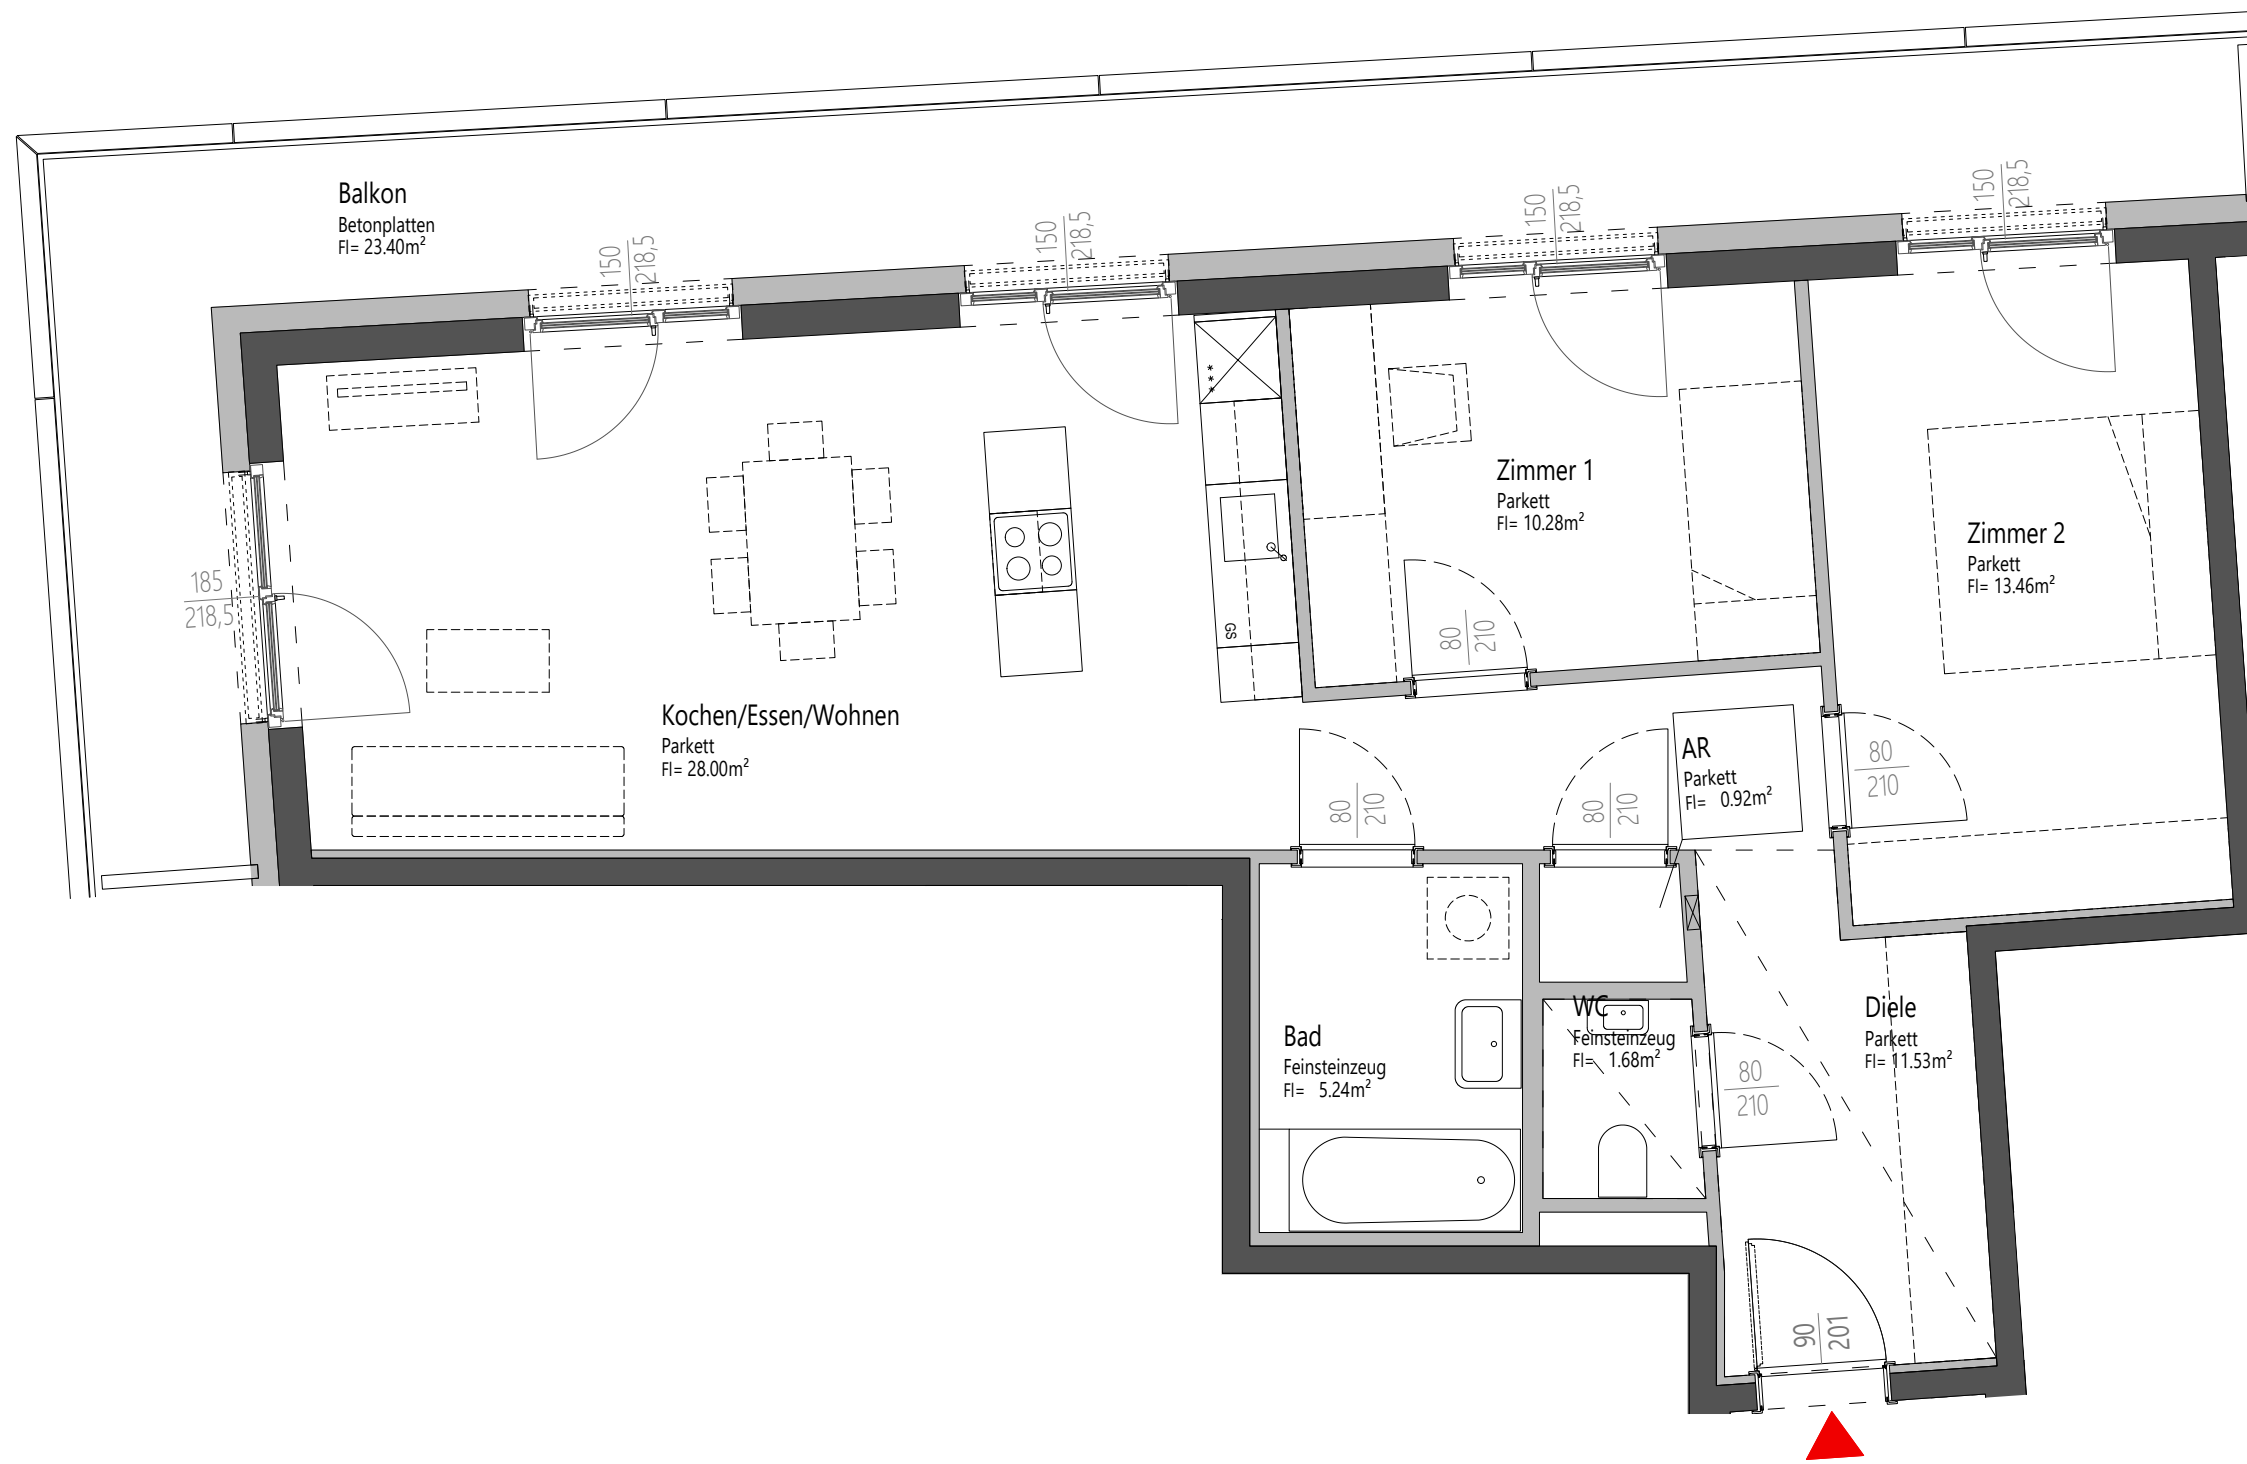 Balkon
Betonplatten
Fl= 23.40m²
150
218,5
150
218,5
150
218,5
150
218,5
185
218,5
***
GS
Kochen/Essen/Wohnen
Parkett
Fl= 28.00m²
Zimmer 1
Parkett
Fl= 10.28m²
80
210
Zimmer 2
Parkett
Fl= 13.46m²
80
210
80
210
80
210
AR
Parkett
Fl= 0.92m²
Bad
Feinsteinzeug
Fl= 5.24m²
WC
Feinsteinzeug
Fl= 1.68m²
80
210
Diele
Parkett
Fl= 11.53m²
90
201